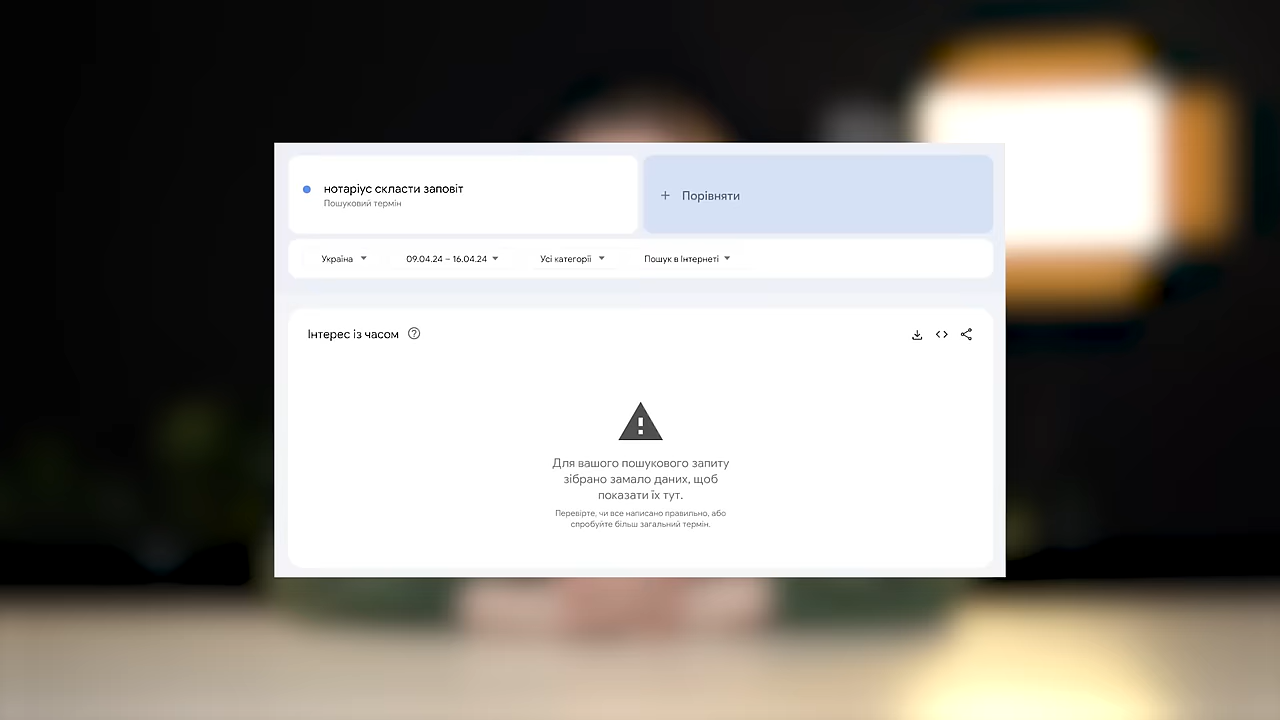 нотаріус скласти заповіт
Пошуковий термін
+ Порівняти
Україна
09.04.24 – 16.04.24
Усі категорії
Пошук в Інтернеті
Інтерес із часом
Для вашого пошукового запиту
зібрано замало даних, щоб
показати їх тут.
Перевірте, чи все написано правильно, або
спробуйте більш загальний термін.